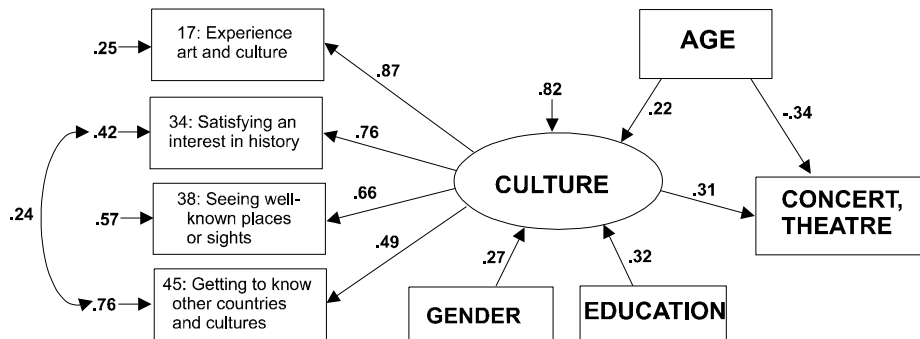 17: Experience
art and culture
.25
.87
AGE
.82
.22
-.34
34: Satisfying an
interest in history
.42
.76
CULTURE
.31
CONCERT,
THEATRE
.24
38: Seeing well-
known places
or sights
.57
.66
.49
45: Getting to know
other countries
and cultures
.76
.27
GENDER
.32
EDUCATION